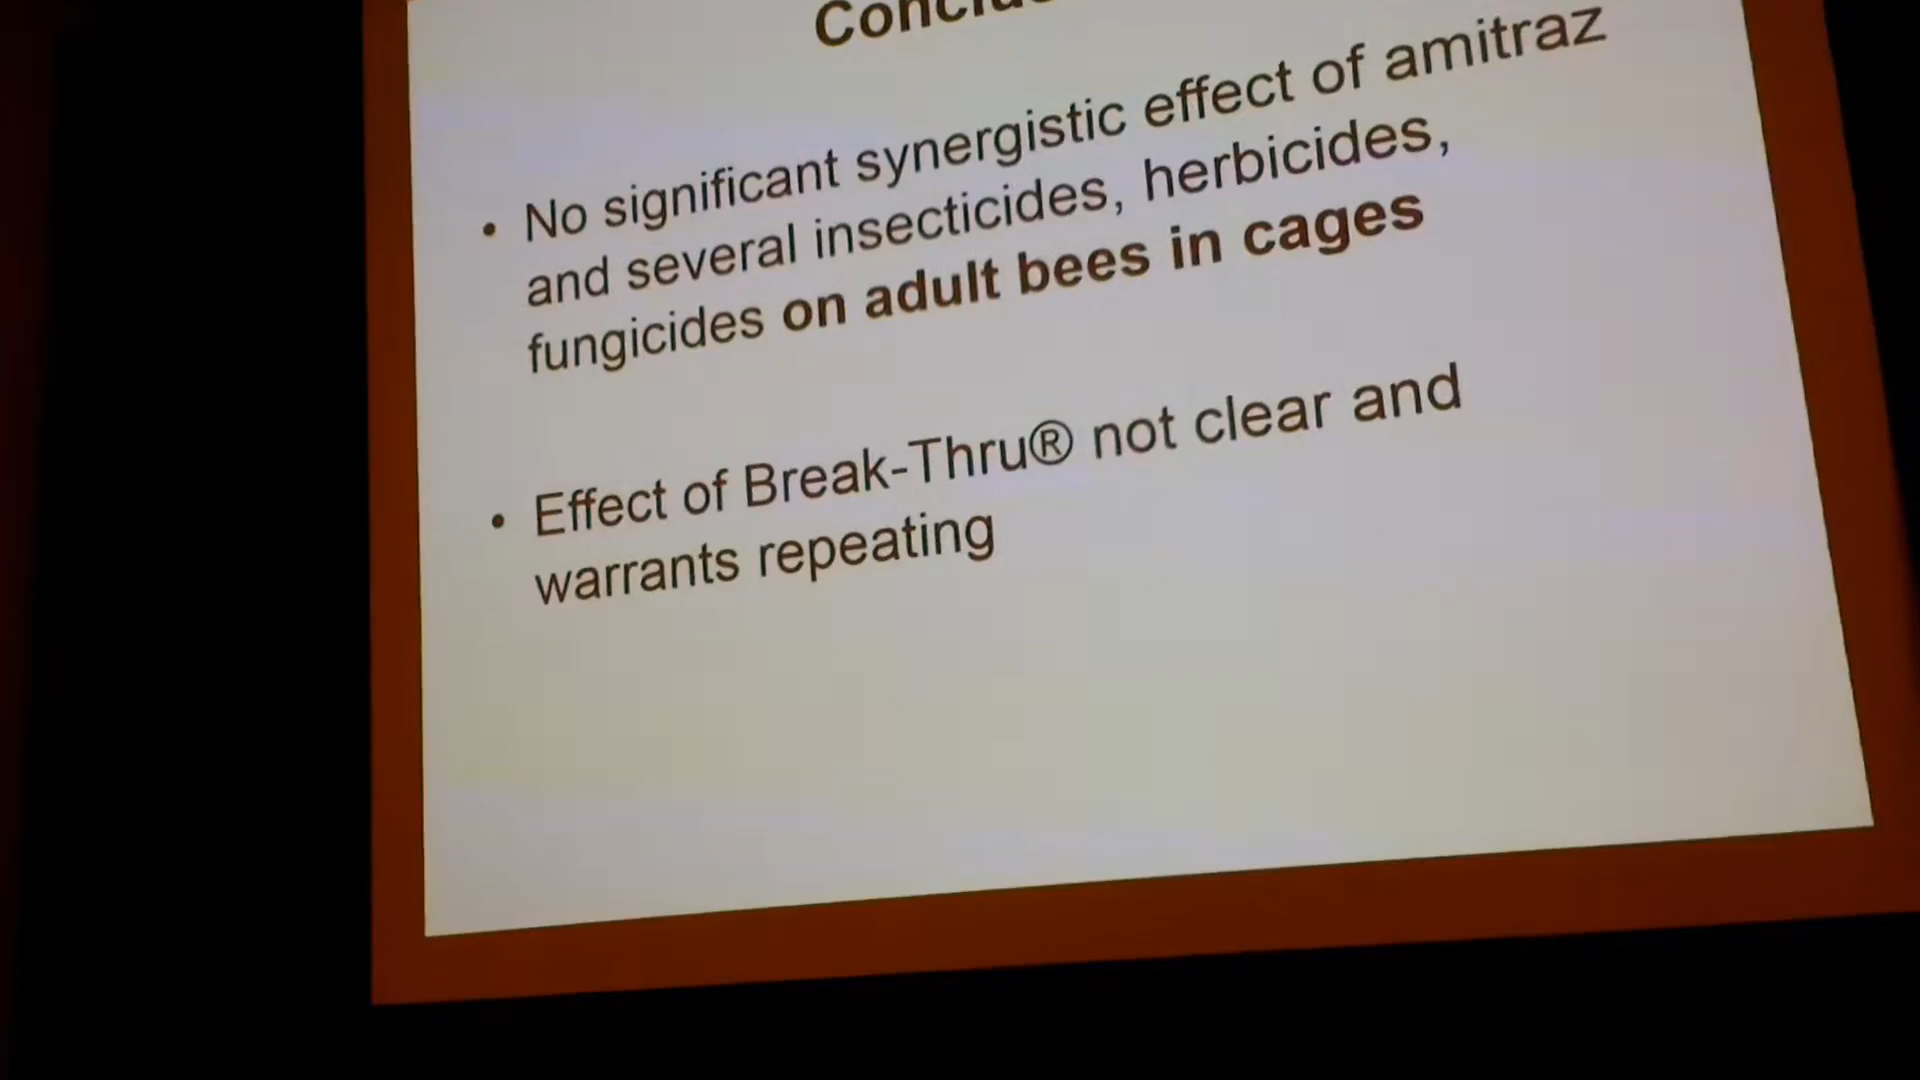 • No significant synergistic effect of amitraz
and several insecticides, herbicides,
fungicides on adult bees in cages
• Effect of Break-Thru® not clear and
warrants repeating